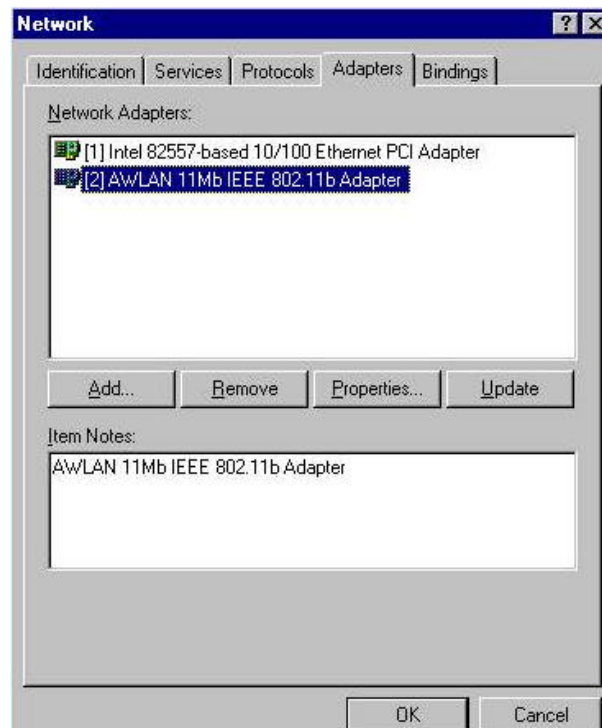 Network
Identification Services Protocols Adapters Bindings
Network Adapters:
[1] Intel 82557-based 10/100 Ethernet PCI Adapter
[2] AWLAN 11Mb IEEE 802.11b Adapter
Add... Remove Properties... Update
Item Notes:
AWLAN 11Mb IEEE 802.11b Adapter
OK Cancel